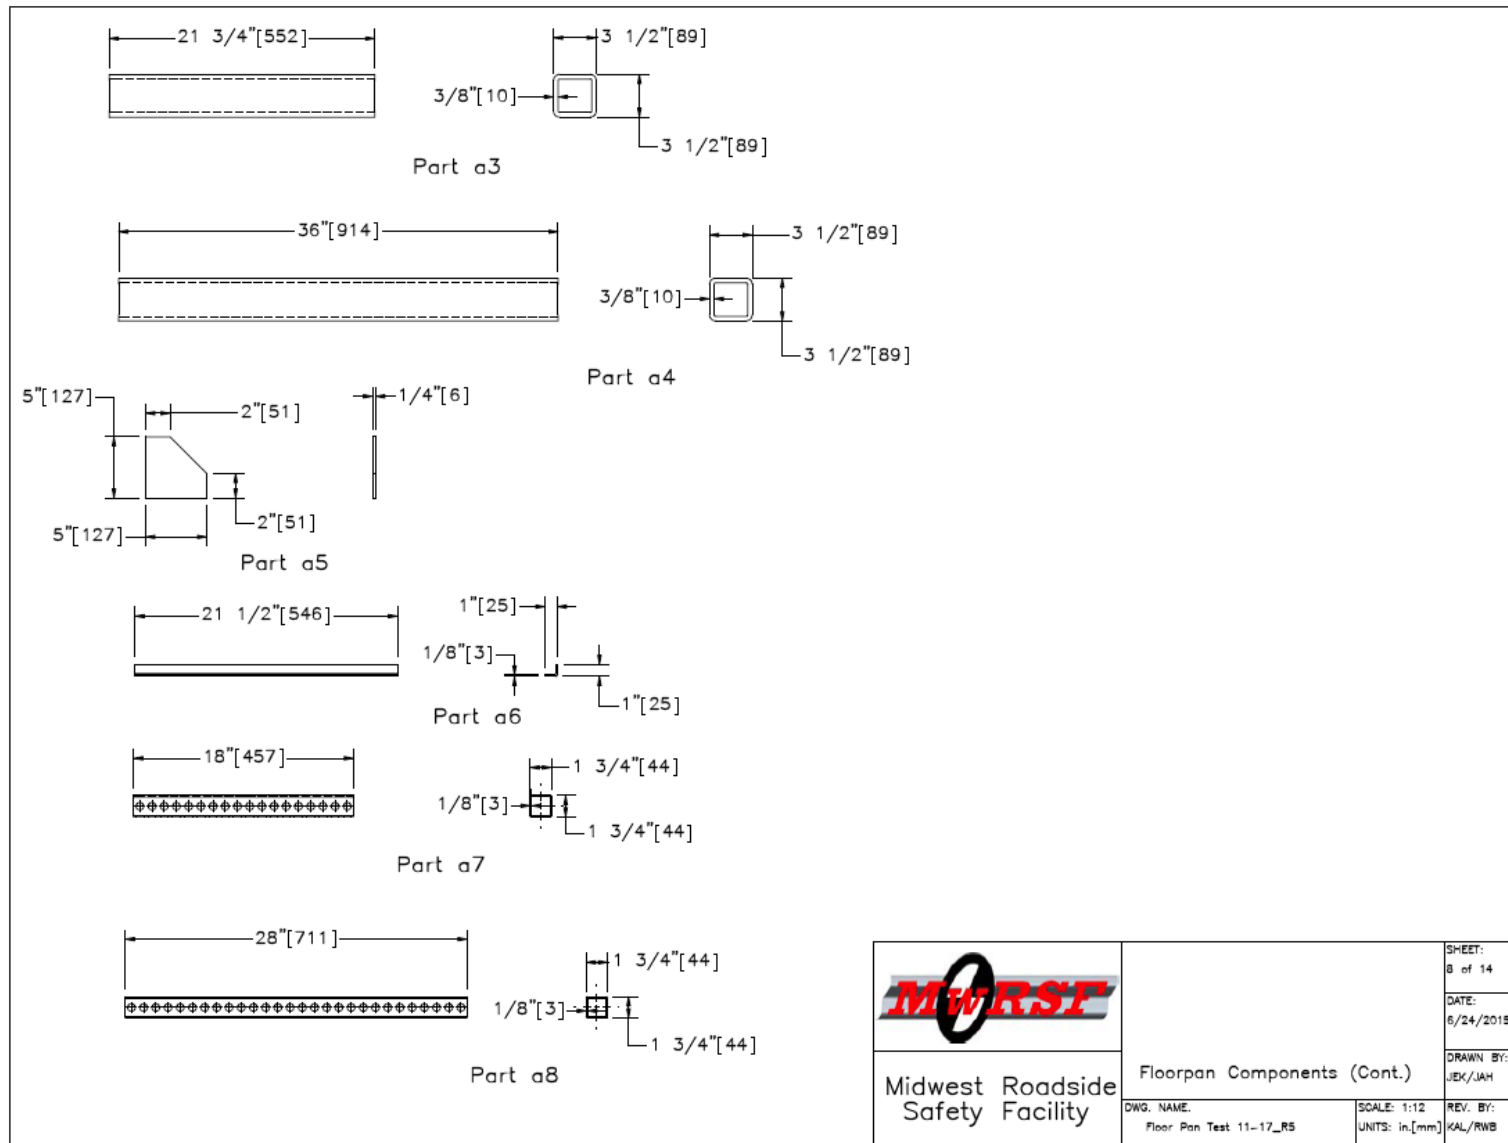 21 3/4"[552]
3 1/2"[89]
3/8"[10]
3 1/2"[89]
Part a3
36"[914]
3 1/2"[89]
3/8"[10]
3 1/2"[89]
Part a4
5"[127]
2"[51]
1/4"[6]
2"[51]
5"[127]
Part a5
21 1/2"[546]
1"[25]
1/8"[3]
1"[25]
Part a6
18"[457]
1 3/4"[44]
1/8"[3]
1 3/4"[44]
Part a7
28"[711]
1 3/4"[44]
1/8"[3]
1 3/4"[44]
Part a8
MwRSF
Midwest Roadside
Safety Facility
Floorpan Components (Cont.)
DWG. NAME.
Floor Pan Test 11-17_R5
SCALE: 1:12
UNITS: in.[mm]
SHEET:
8 of 14
DATE:
6/24/2015
DRAWN BY:
JEK/JAH
REV. BY:
KAL/RWB